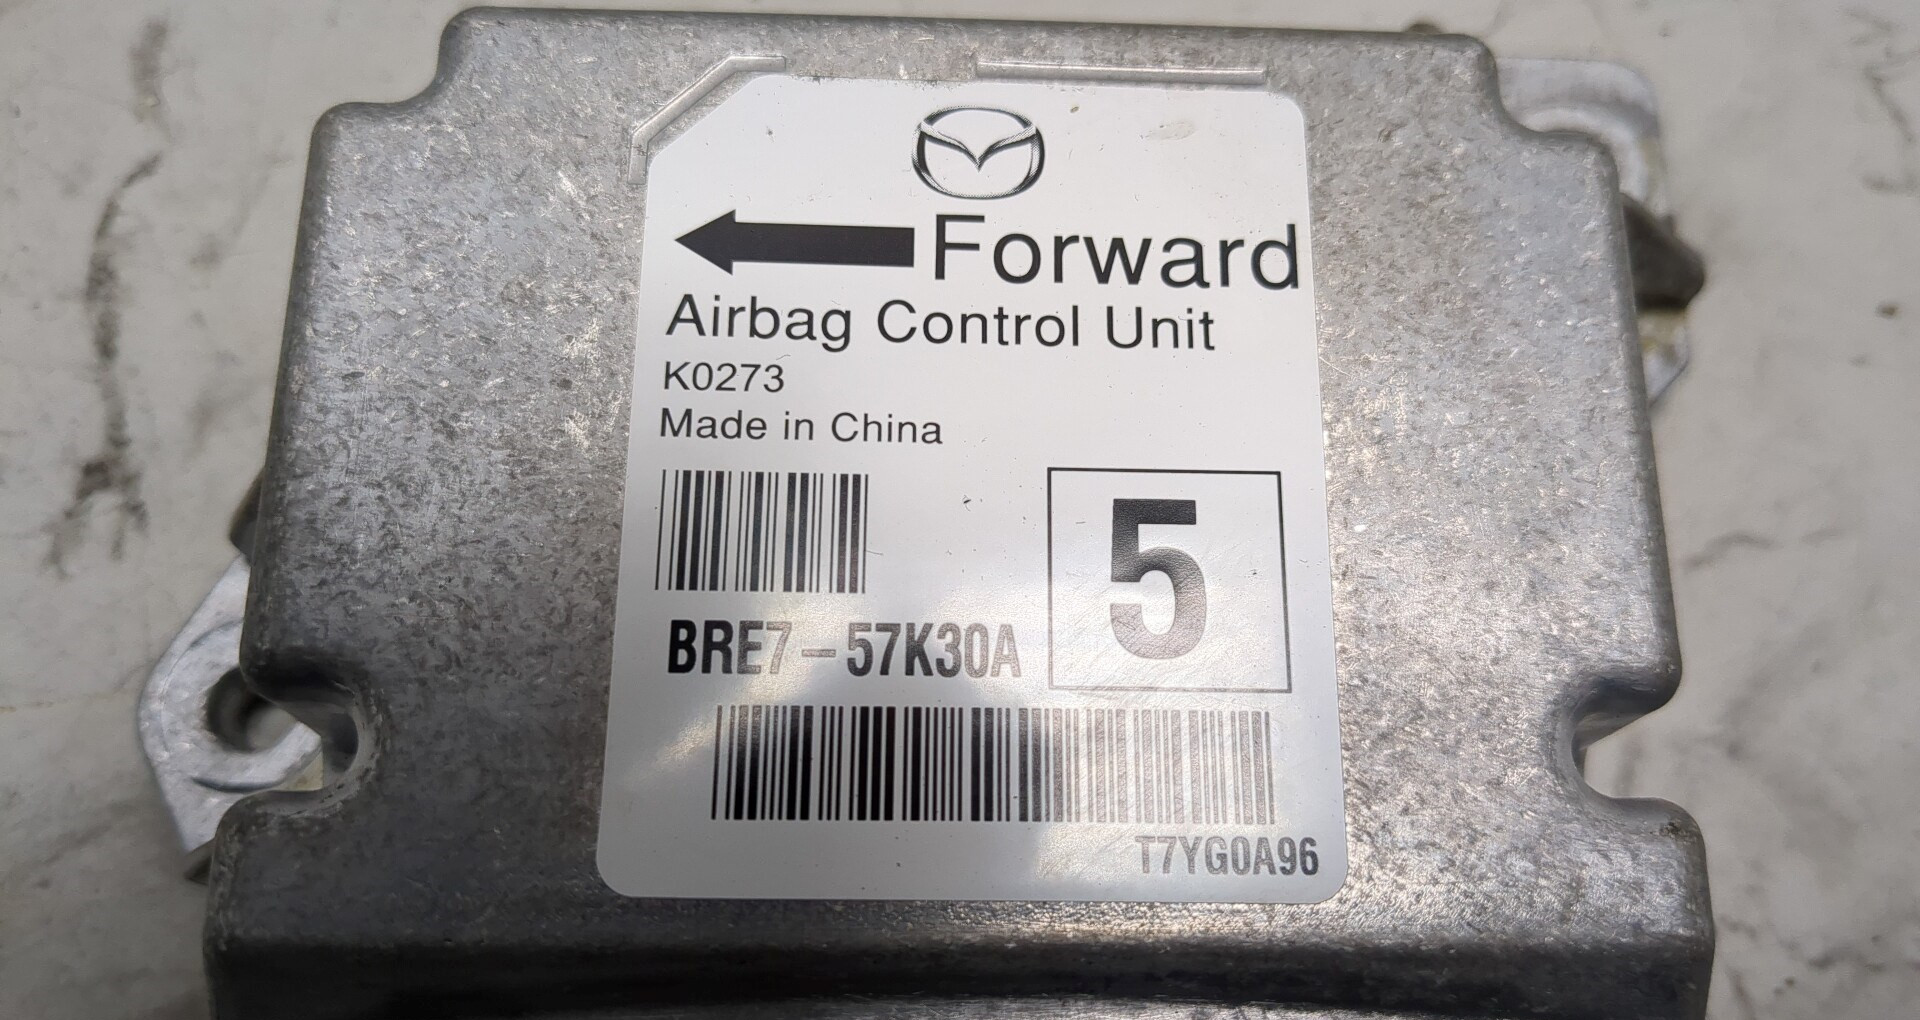 Forward
Airbag Control Unit
K0273
Made in China
5
BRE7-57K30A
T7YG0A96